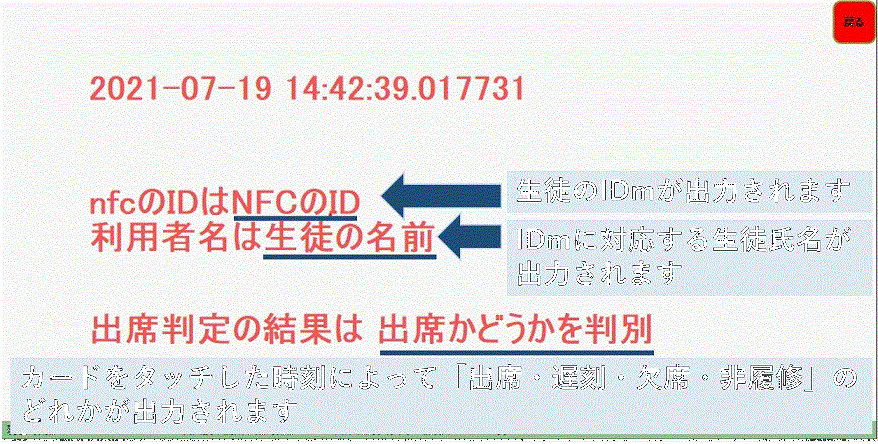 戻る
2021-07-19 14:42:39.017731
nfcのIDはNFCのID
生徒のIDmが出力されます
利用者名は生徒の名前
IDmに対応する生徒氏名が
出力されます
出席判定の結果は 出席かどうかを判別
カードをタッチした時刻によって「出席・遅刻・欠席・非履修」の
どれかが出力されます